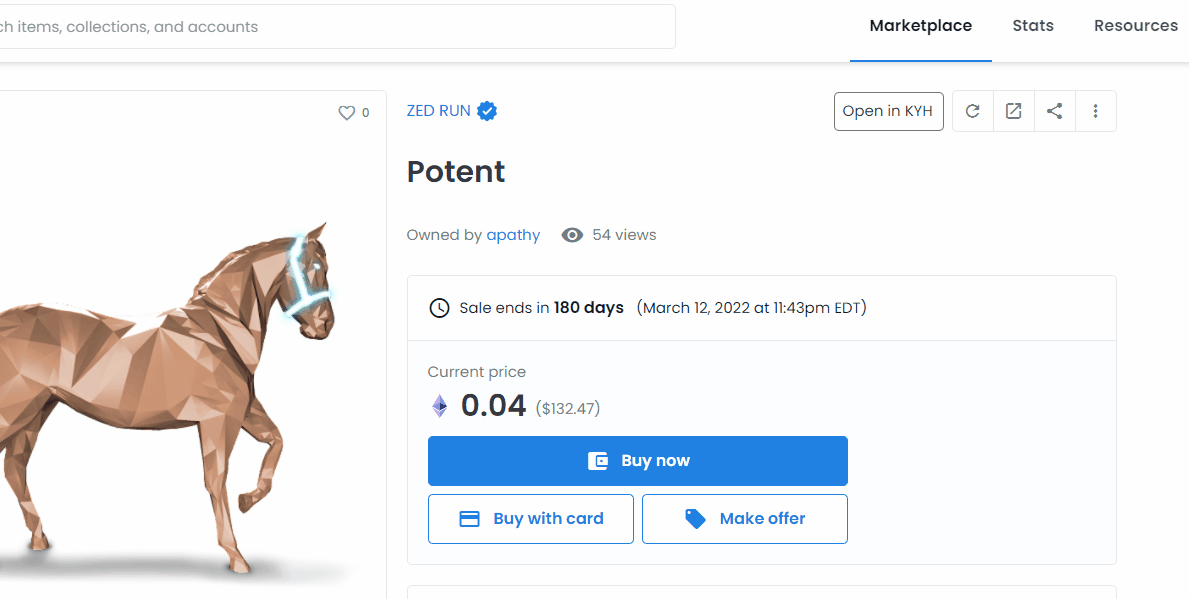 ch items, collections, and accounts
Marketplace Stats Resources
0
ZED RUN
Open in KYH
Potent
Owned by apathy 54 views
Sale ends in 180 days (March 12, 2022 at 11:43pm EDT)
Current price
0.04 ($132.47)
Buy now
Buy with card Make offer